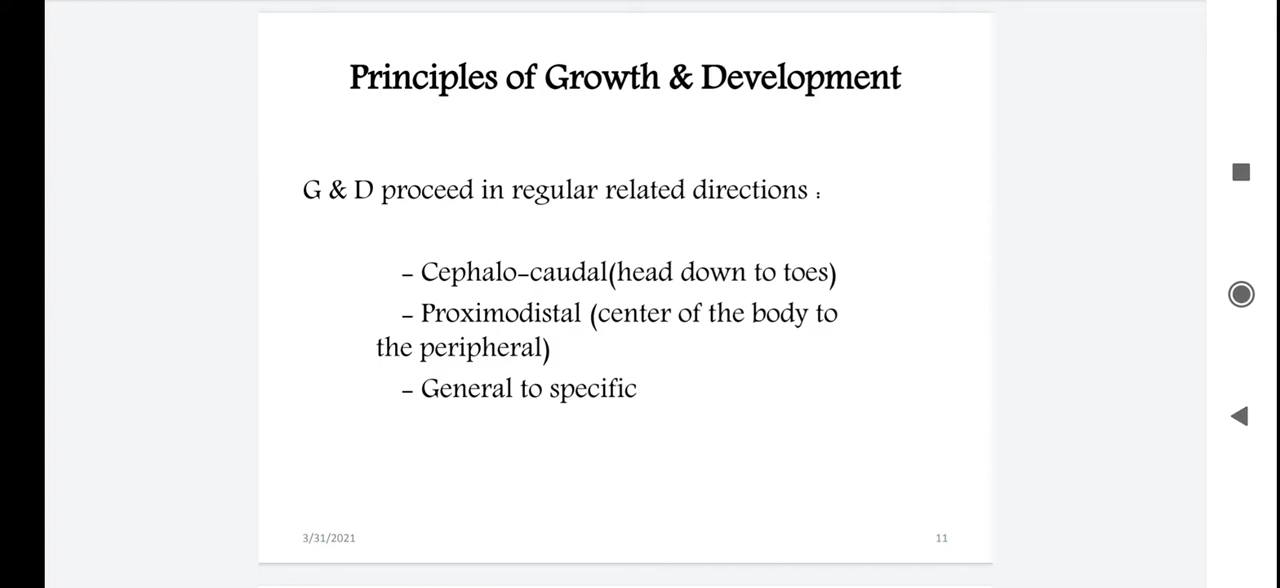 Principles of Growth & Development
G & D proceed in regular related directions :
– Cephalo-caudal(head down to toes)
– Proximodistal (center of the body to
the peripheral)
– General to specific
3/31/2021
11